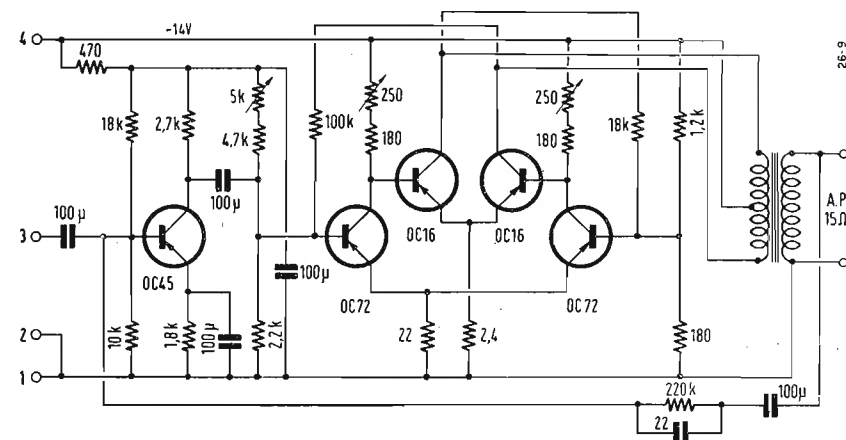 4
-14V
470
5k
18k
2,7k
4,7k
100k
250
180
250
180
18k
1,2k
26-9
100µ
3
100µ
OC45
OC72
OC16
OC16
OC72
100µ
A.P
15Ω
10k
1,8k
100µ
2,2k
22
2,4
180
2
1
220k
100µ
22